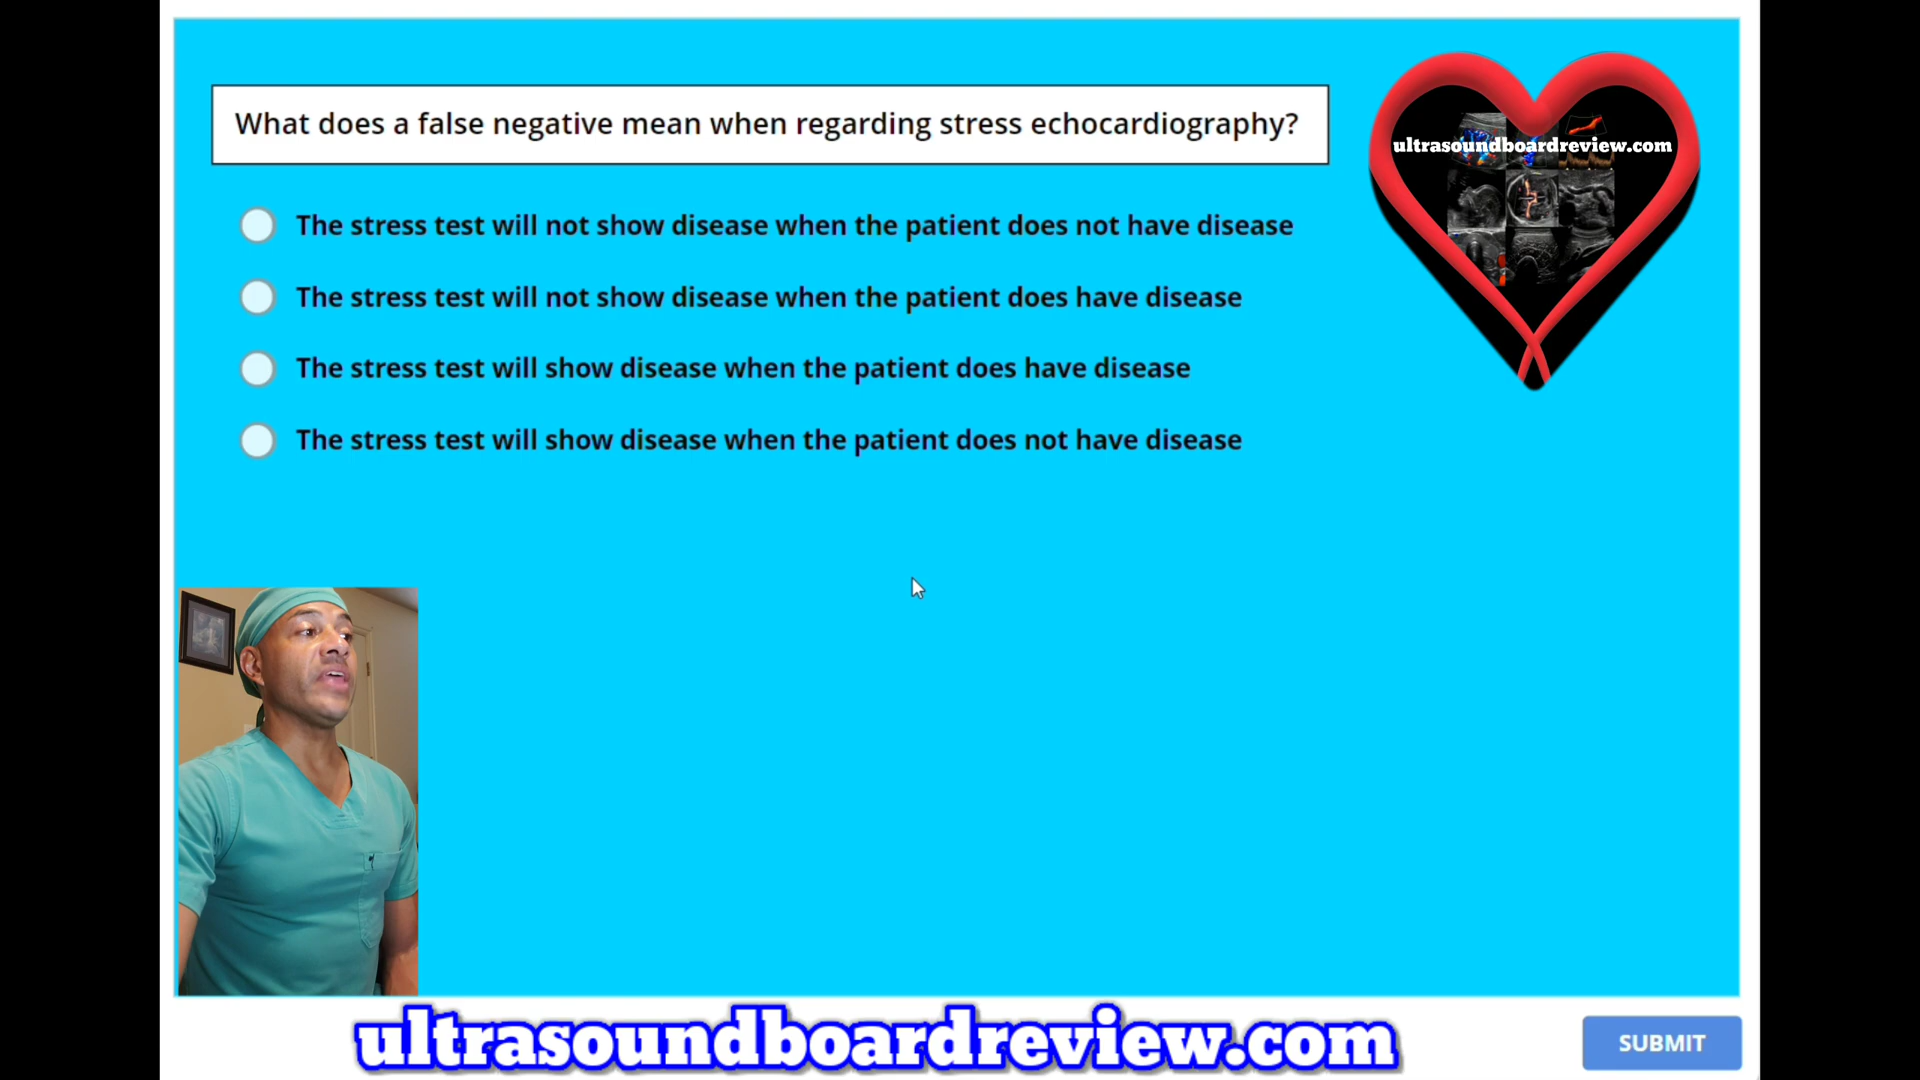 What does a false negative mean when regarding stress echocardiography?
ultrasoundboardreview.com
The stress test will not show disease when the patient does not have disease
The stress test will not show disease when the patient does have disease
The stress test will show disease when the patient does have disease
The stress test will show disease when the patient does not have disease
ultrasoundboardreview.com
SUBMIT